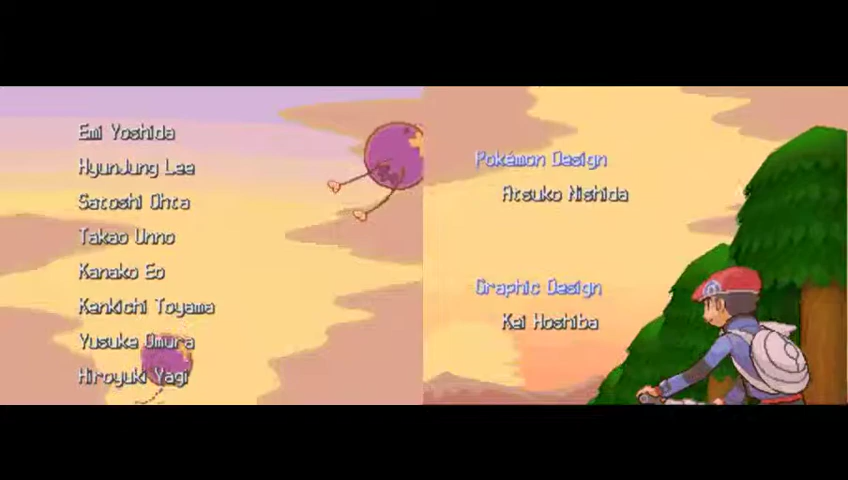 Emi Yoshida
HyunJung Lee
Satoshi Ohta
Takao Unno
Kanako Eo
Kenkichi Toyama
Yusuke Omura
Hiroyuki Yagi
Pokémon Design
Atsuko Nishida
Graphic Design
Kei Hoshiba